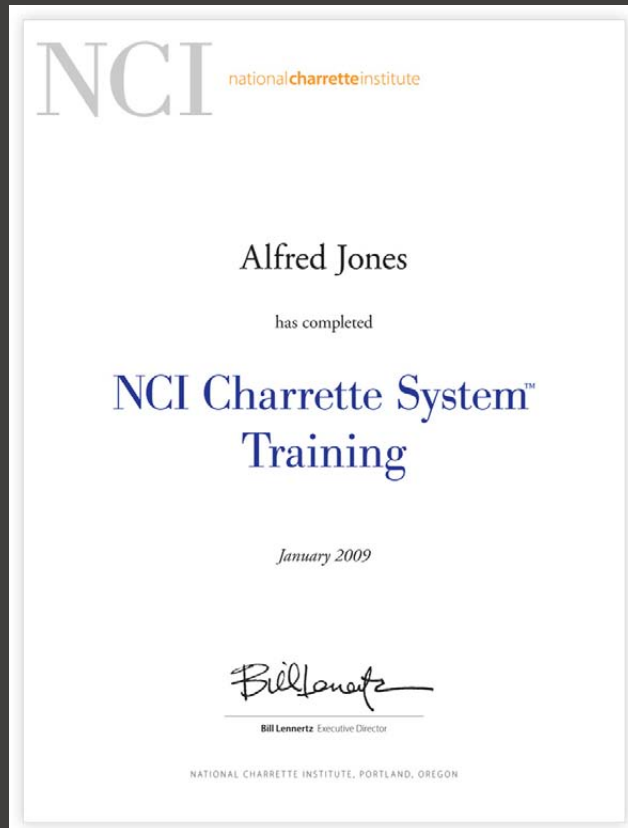 NCI nationalcharretteinstitute
Alfred Jones
has completed
NCI Charrette System™
Training
January 2009
Bill Lennertz
Bill Lennertz Executive Director
NATIONAL CHARRETTE INSTITUTE, PORTLAND, OREGON